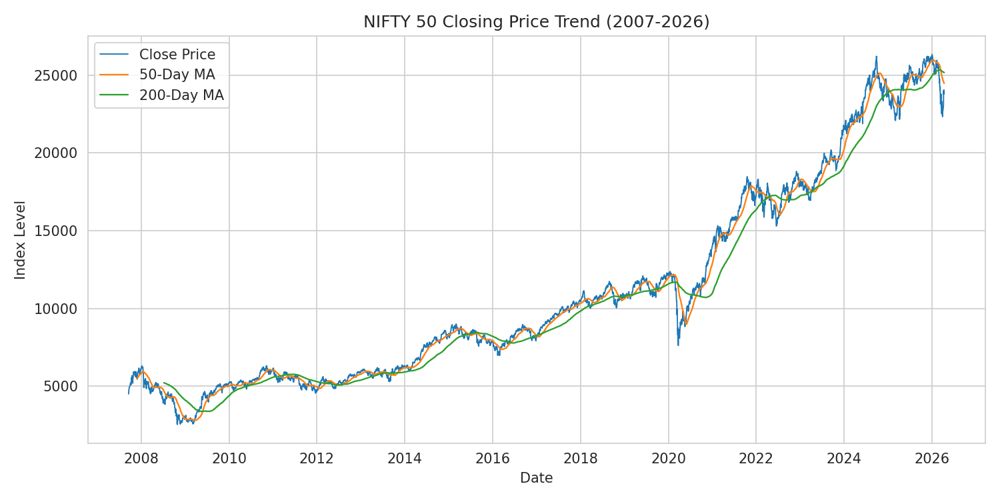 NIFTY 50 Closing Price Trend (2007-2026)
Close Price
50-Day MA
200-Day MA
25000
20000
15000
10000
5000
Index Level
2008 2010 2012 2014 2016 2018 2020 2022 2024 2026
Date